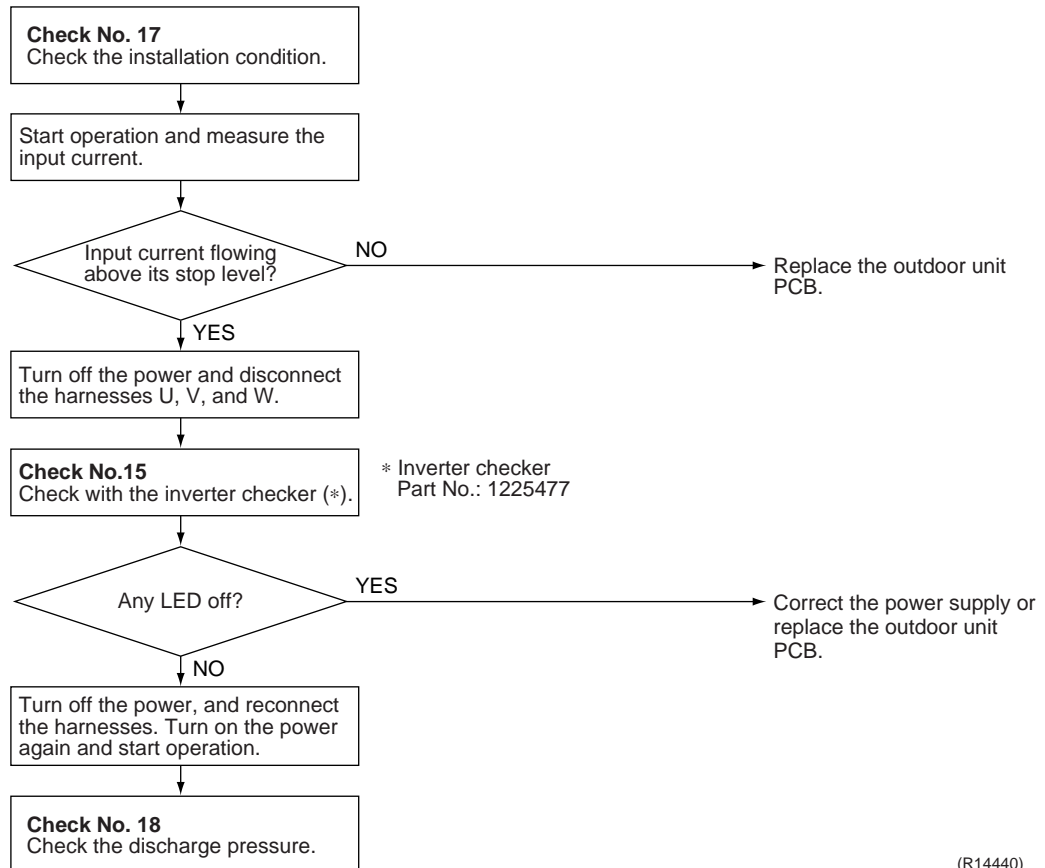 Check No. 17
Check the installation condition.
Start operation and measure the
input current.
Input current flowing
above its stop level?
NO
Replace the outdoor unit
PCB.
YES
Turn off the power and disconnect
the harnesses U, V, and W.
Check No.15
Check with the inverter checker (*).
* Inverter checker
Part No.: 1225477
Any LED off?
YES
Correct the power supply or
replace the outdoor unit
PCB.
NO
Turn off the power, and reconnect
the harnesses. Turn on the power
again and start operation.
Check No. 18
Check the discharge pressure.
(R14440)